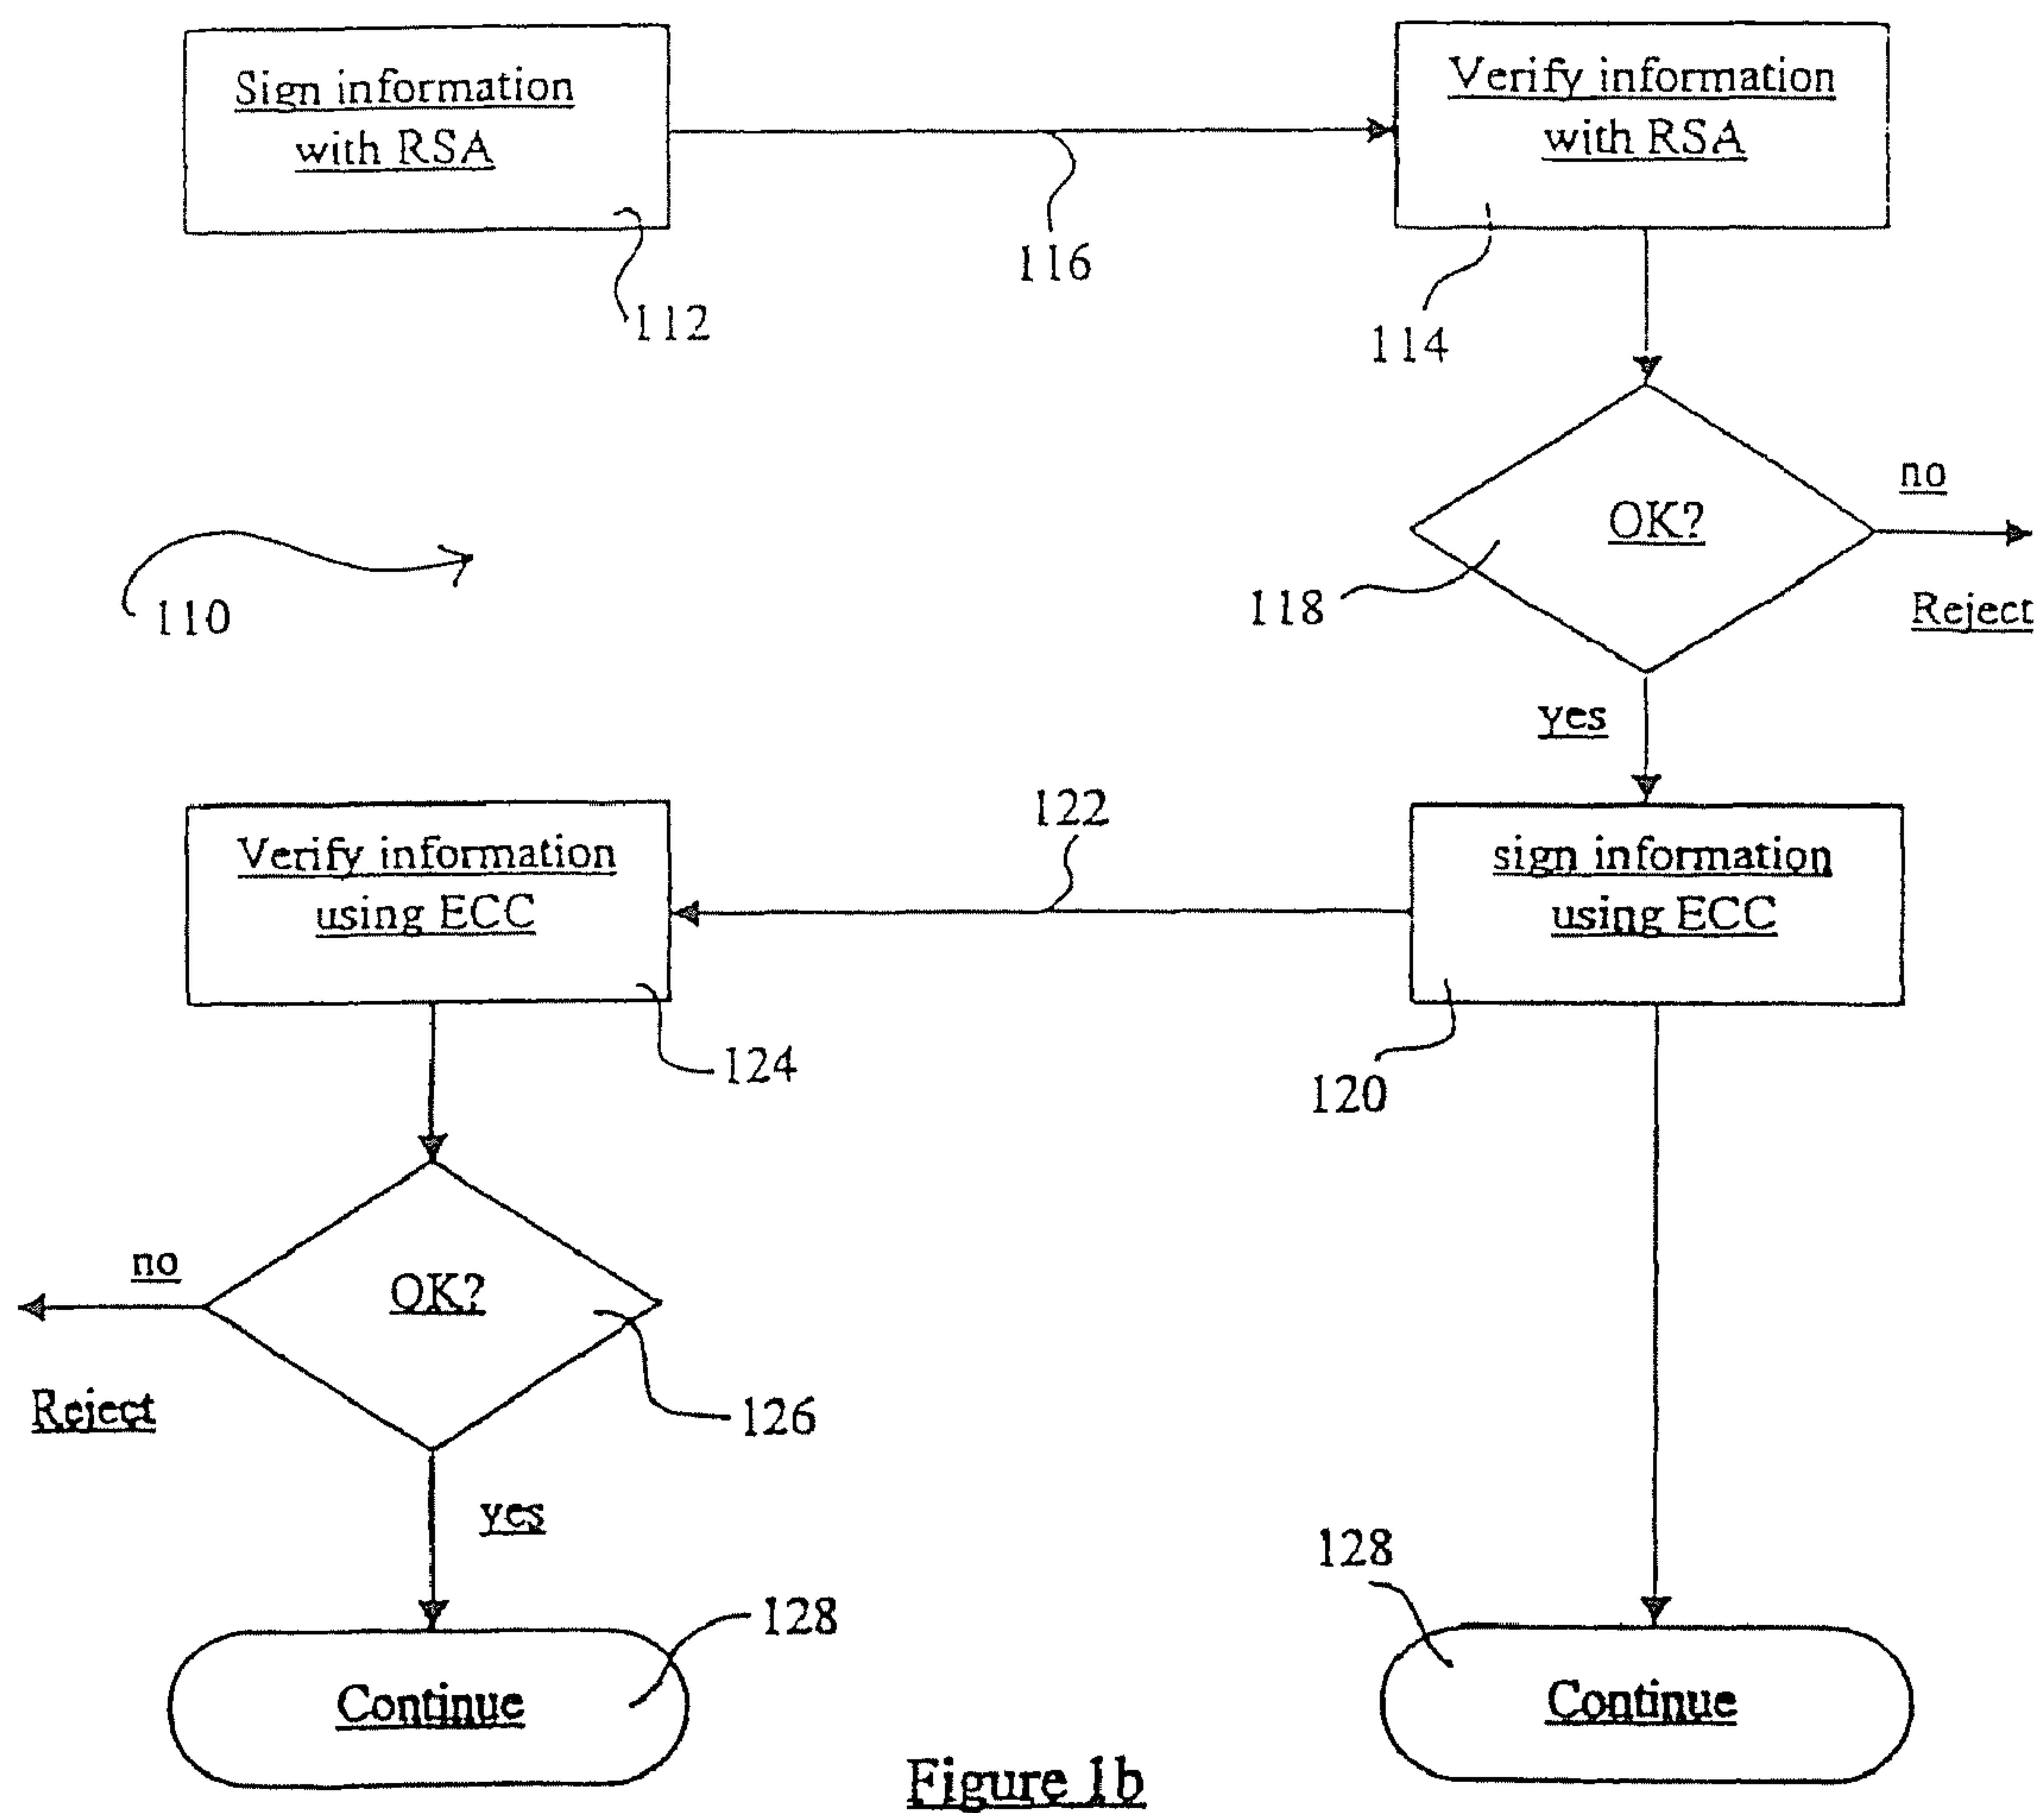 Sign information
with RSA
Verify information
with RSA
116
112
114
no
OK?
118
Reject
110
yes
122
Verify information
using ECC
sign information
using ECC
124
120
no
OK?
Reject
126
yes
128
128
Continue
Continue
Figure 1b